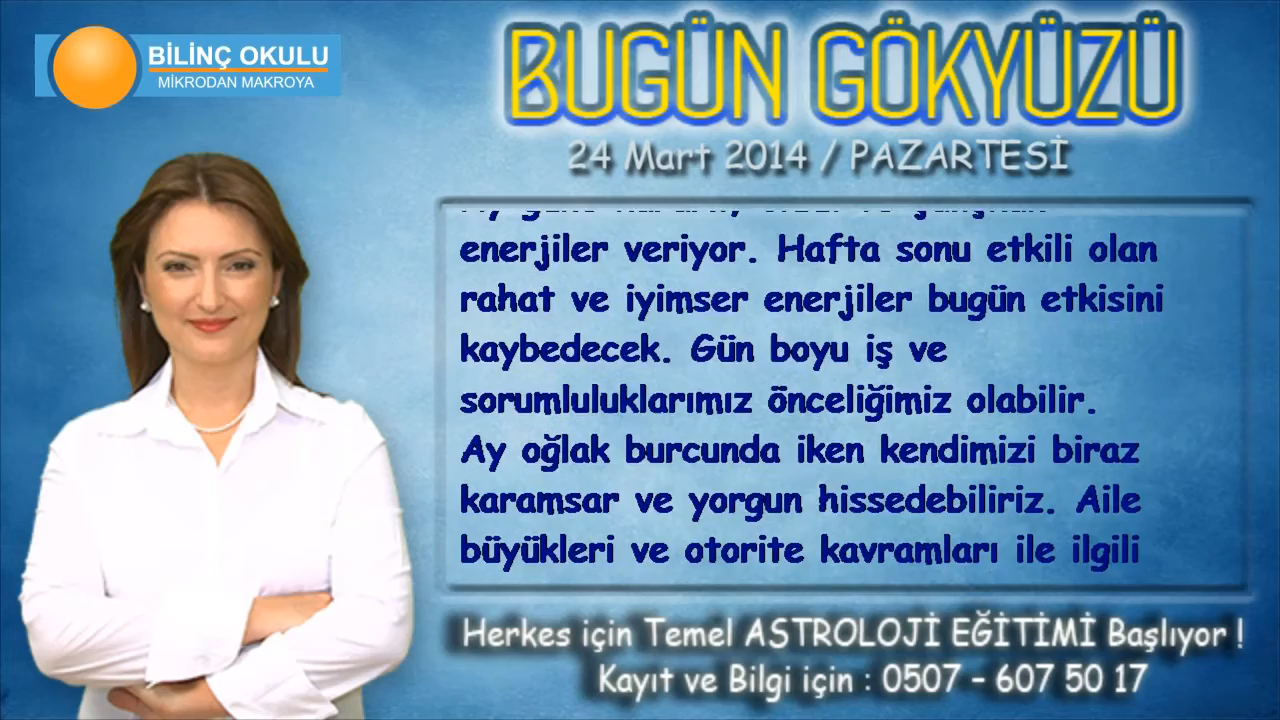 BİLİNÇ OKULU
MİKRODAN MAKROYA
BUGÜN GÖKYÜZÜ
24 Mart 2014 / PAZARTESİ
enerjiler veriyor. Hafta sonu etkili olan
rahat ve iyimser enerjiler bugün etkisini
kaybedecek. Gün boyu iş ve
sorumluluklarımız önceliğimiz olabilir.
Ay oğlak burcunda iken kendimizi biraz
karamsar ve yorgun hissedebiliriz. Aile
büyükleri ve otorite kavramları ile ilgili
Herkes için Temel ASTROLOJİ EĞİTİMİ Başlıyor !
Kayıt ve Bilgi için : 0507 - 607 50 17